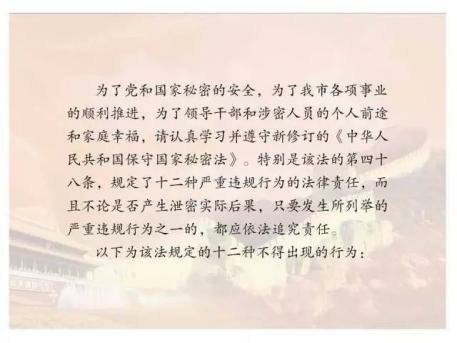 为了党和国家秘密的安全，为了我市各项事业
的顺利推进，为了领导干部和涉密人员的个人前途
和家庭幸福，请认真学习并遵守新修订的《中华人
民共和国保守国家秘密法》。特别是该法的第四十
八条，规定了十二种严重违规行为的法律责任，而
且不论是否产生泄密实际后果，只要发生所列举的
严重违规行为之一的，都应依法追究责任。
以下为该法规定的十二种不得出现的行为：